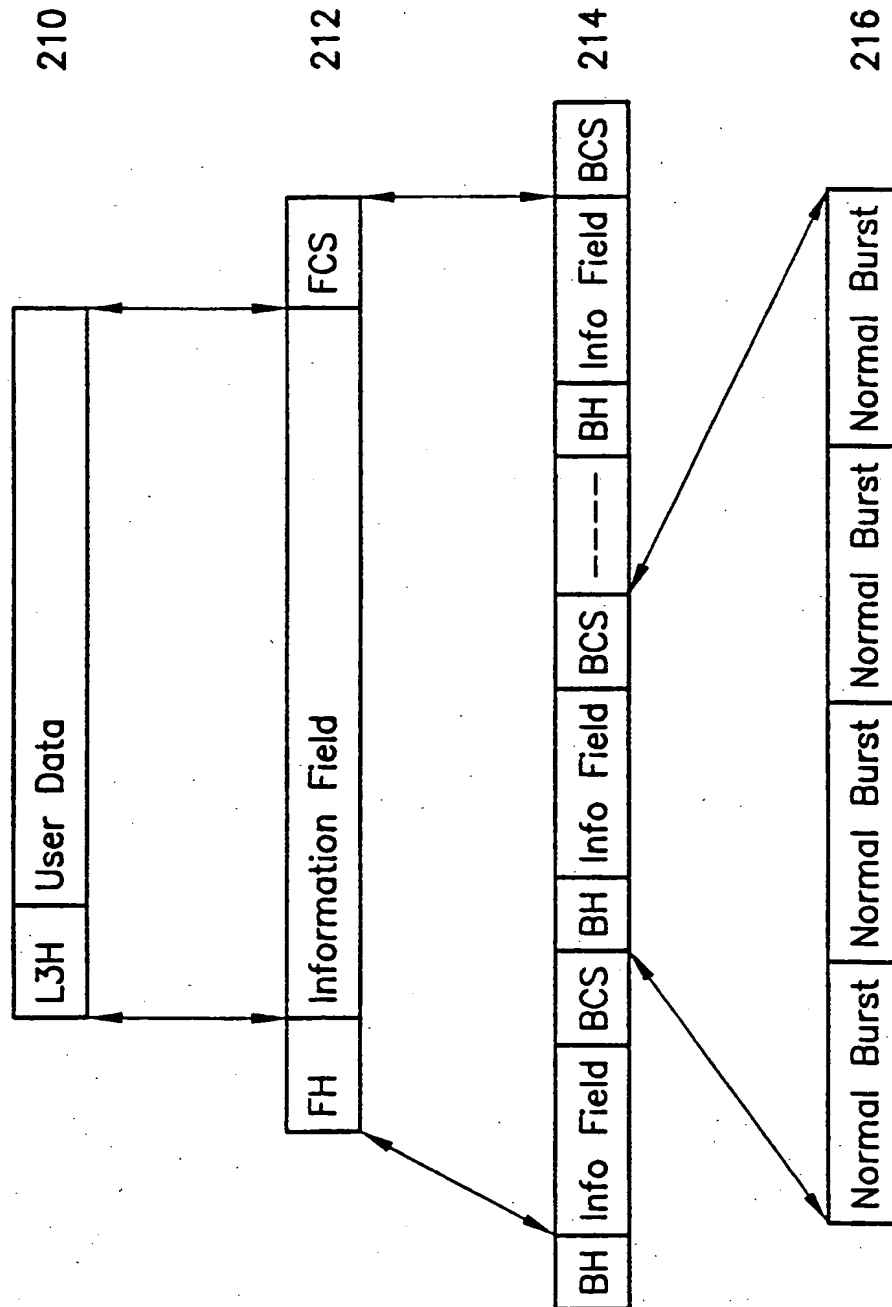 L3H User Data 210
FH Information Field FCS 212
BH Info Field BCS BH Info Field BCS ---- BH Info Field BCS 214
Normal Burst Normal Burst Normal Burst Normal Burst 216